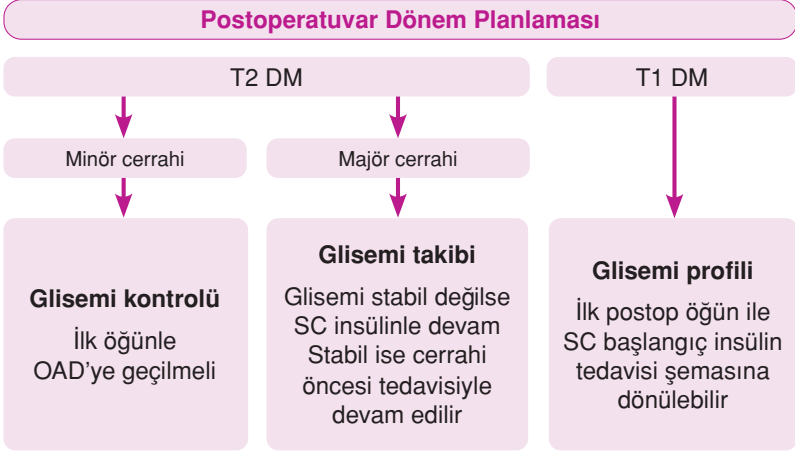 Postoperatuvar Dönem Planlaması
T2 DM
T1 DM
Minör cerrahi
Majör cerrahi
Glisemi kontrolü
İlk öğünle
OAD’ye geçilmeli
Glisemi takibi
Glisemi stabil değilse
SC insülinle devam
Stabil ise cerrahi
öncesi tedavisiyle
devam edilir
Glisemi profili
İlk postop öğün ile
SC başlangıç insülin
tedavisi şemasına
dönülebilir